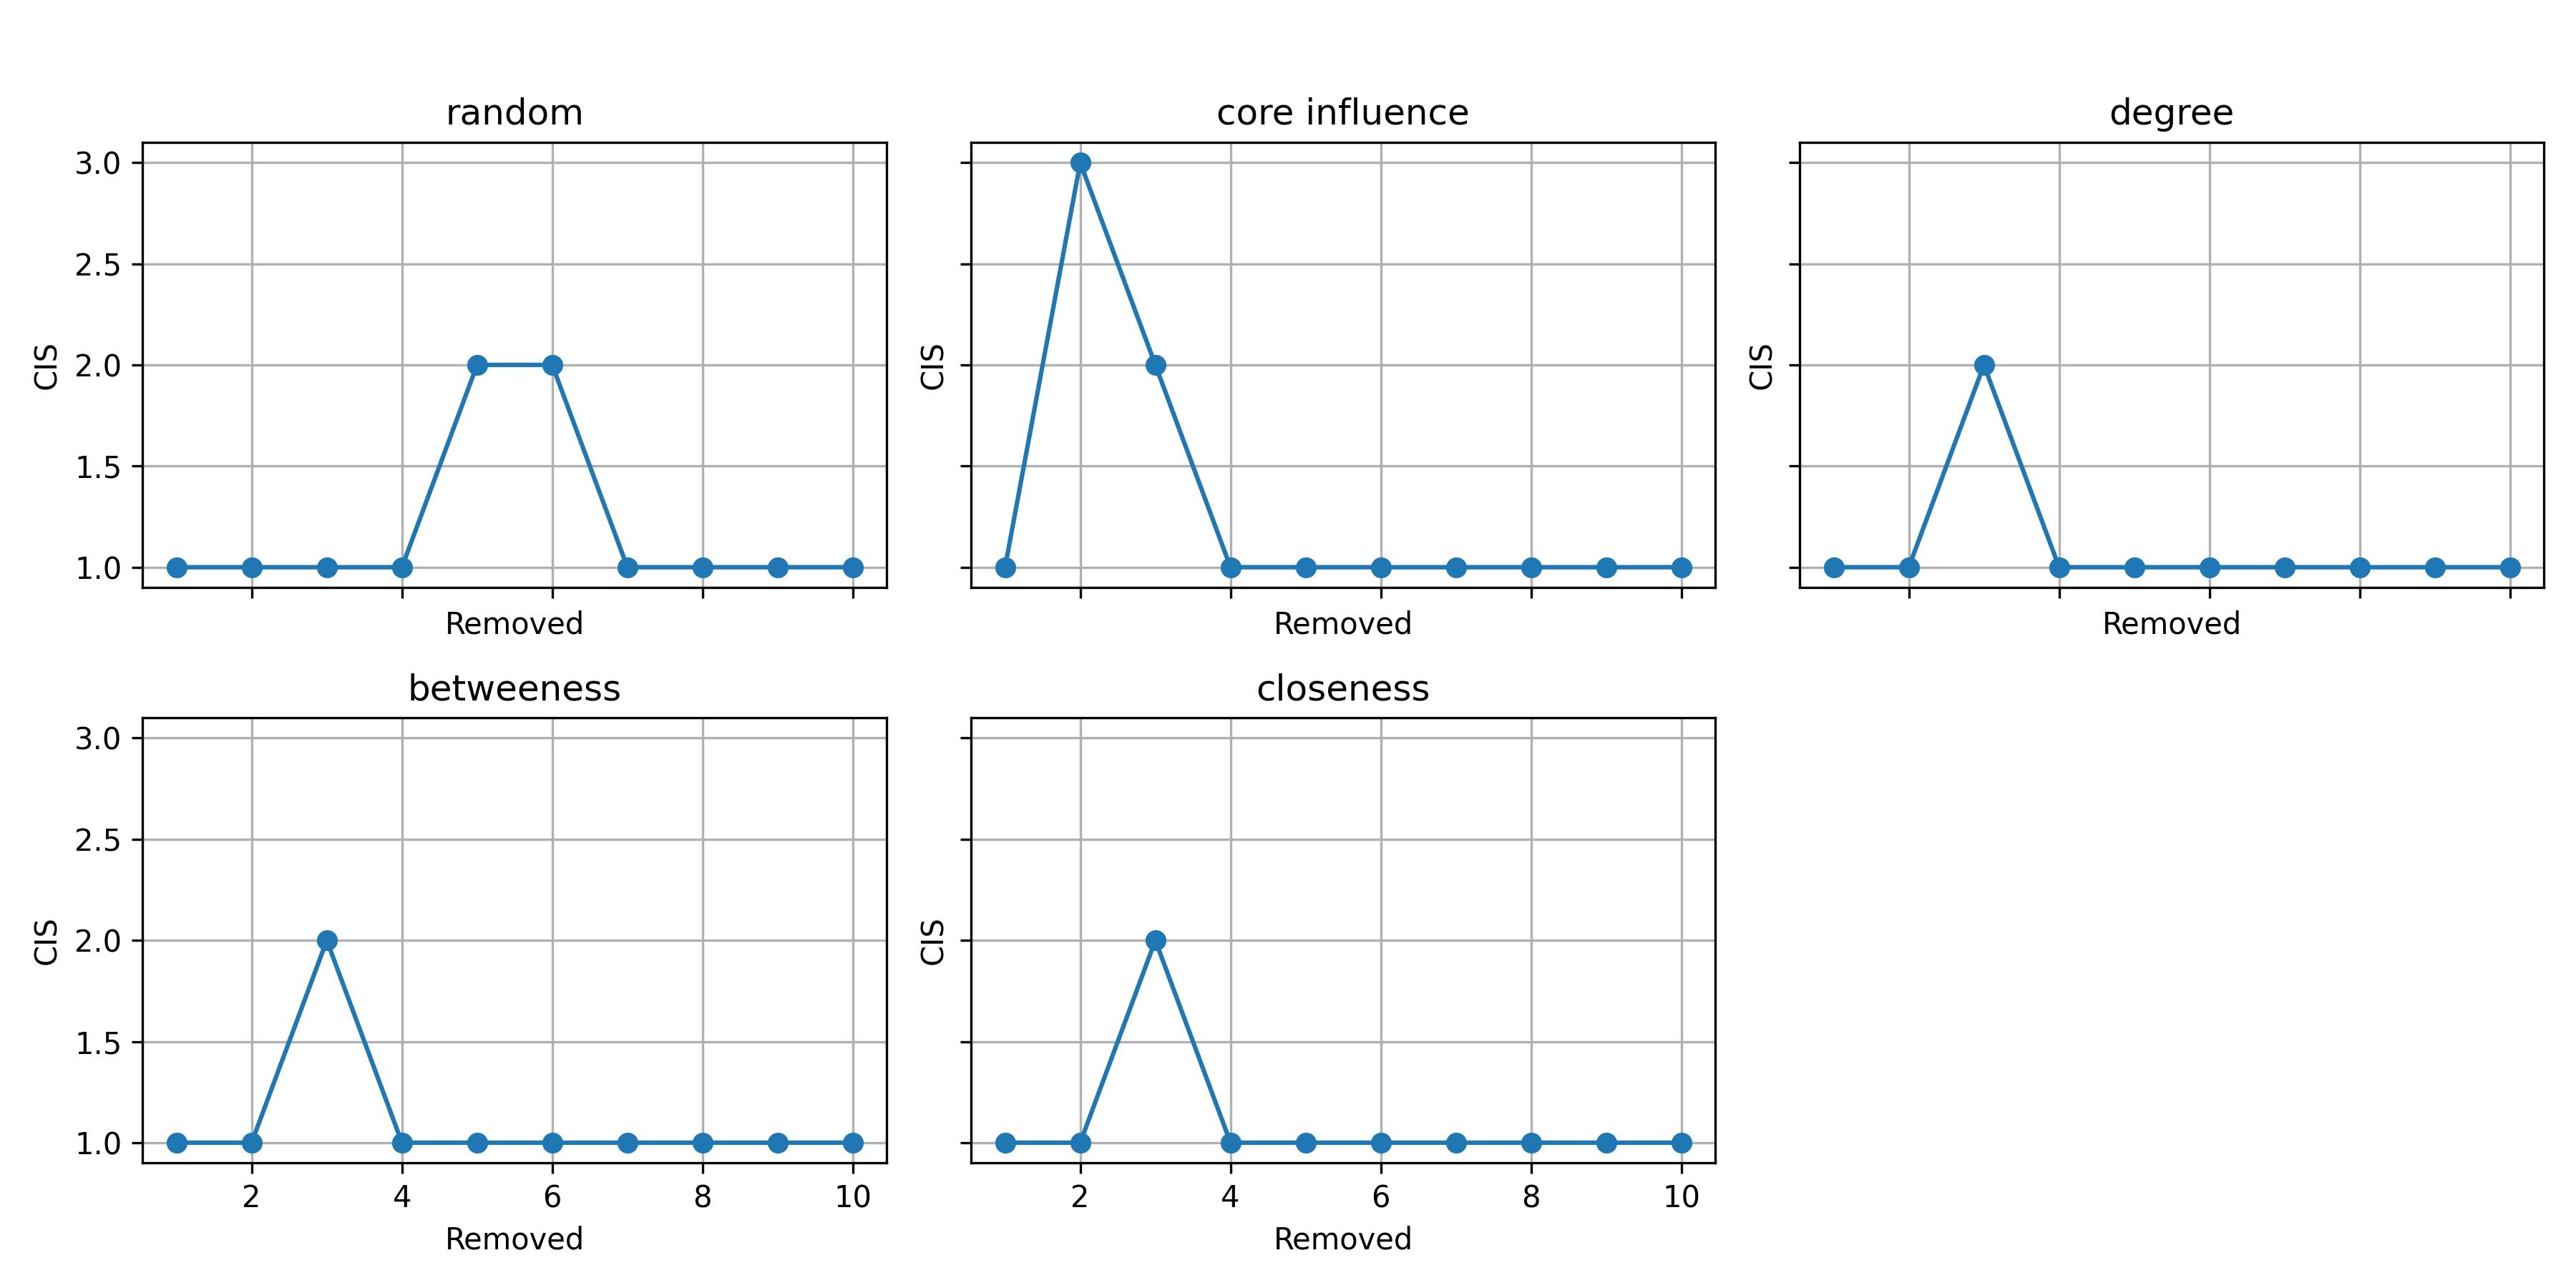 random
core influence
degree
3.0
2.5
2.0
1.5
1.0
CIS
CIS
CIS
Removed
Removed
Removed
betweeness
closeness
3.0
2.5
2.0
1.5
1.0
CIS
CIS
2 4 6 8 10
2 4 6 8 10
Removed
Removed